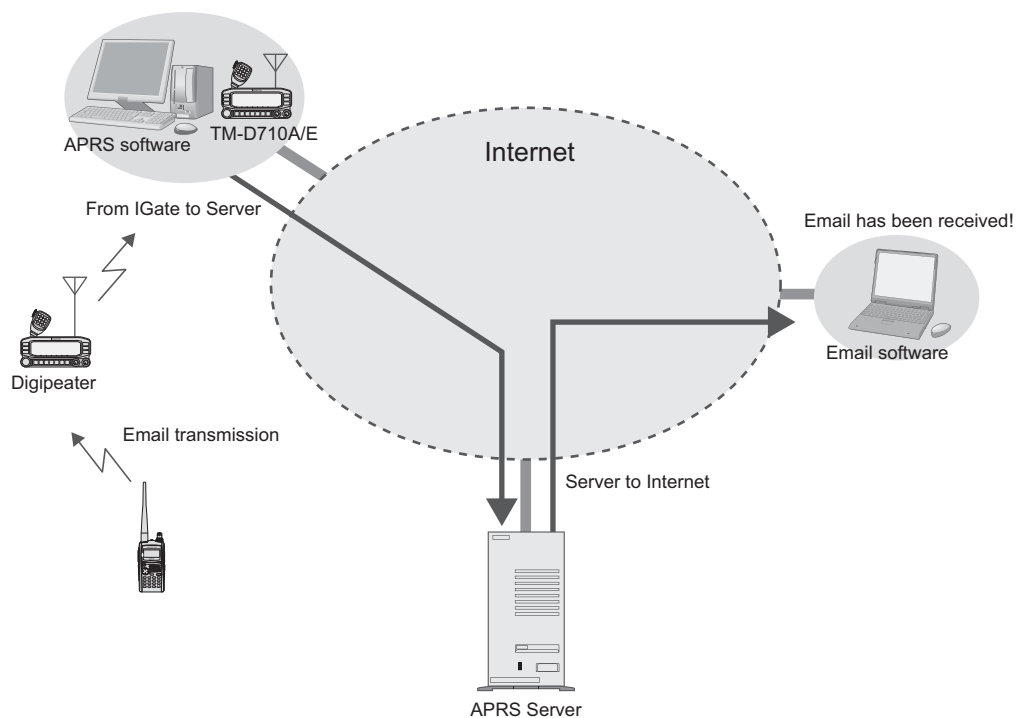 APRS software
TM-D710A/E
Internet
From IGate to Server
Email has been received!
Email software
Digipeater
Email transmission
Server to Internet
APRS Server